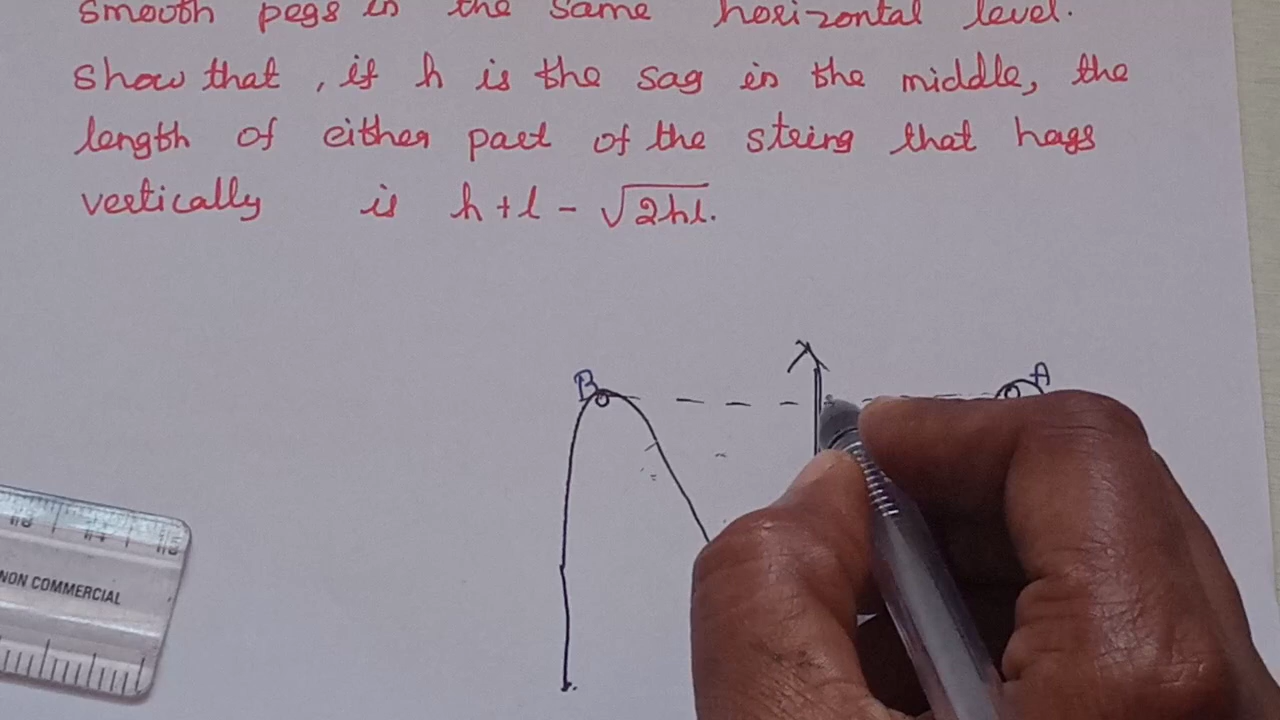 smooth pegs in the same horizontal level.
Show that, if h is the sag in the middle, the
length of either part of the string that hags
vertically is h+l-√2hl.
B
A
NON COMMERCIAL